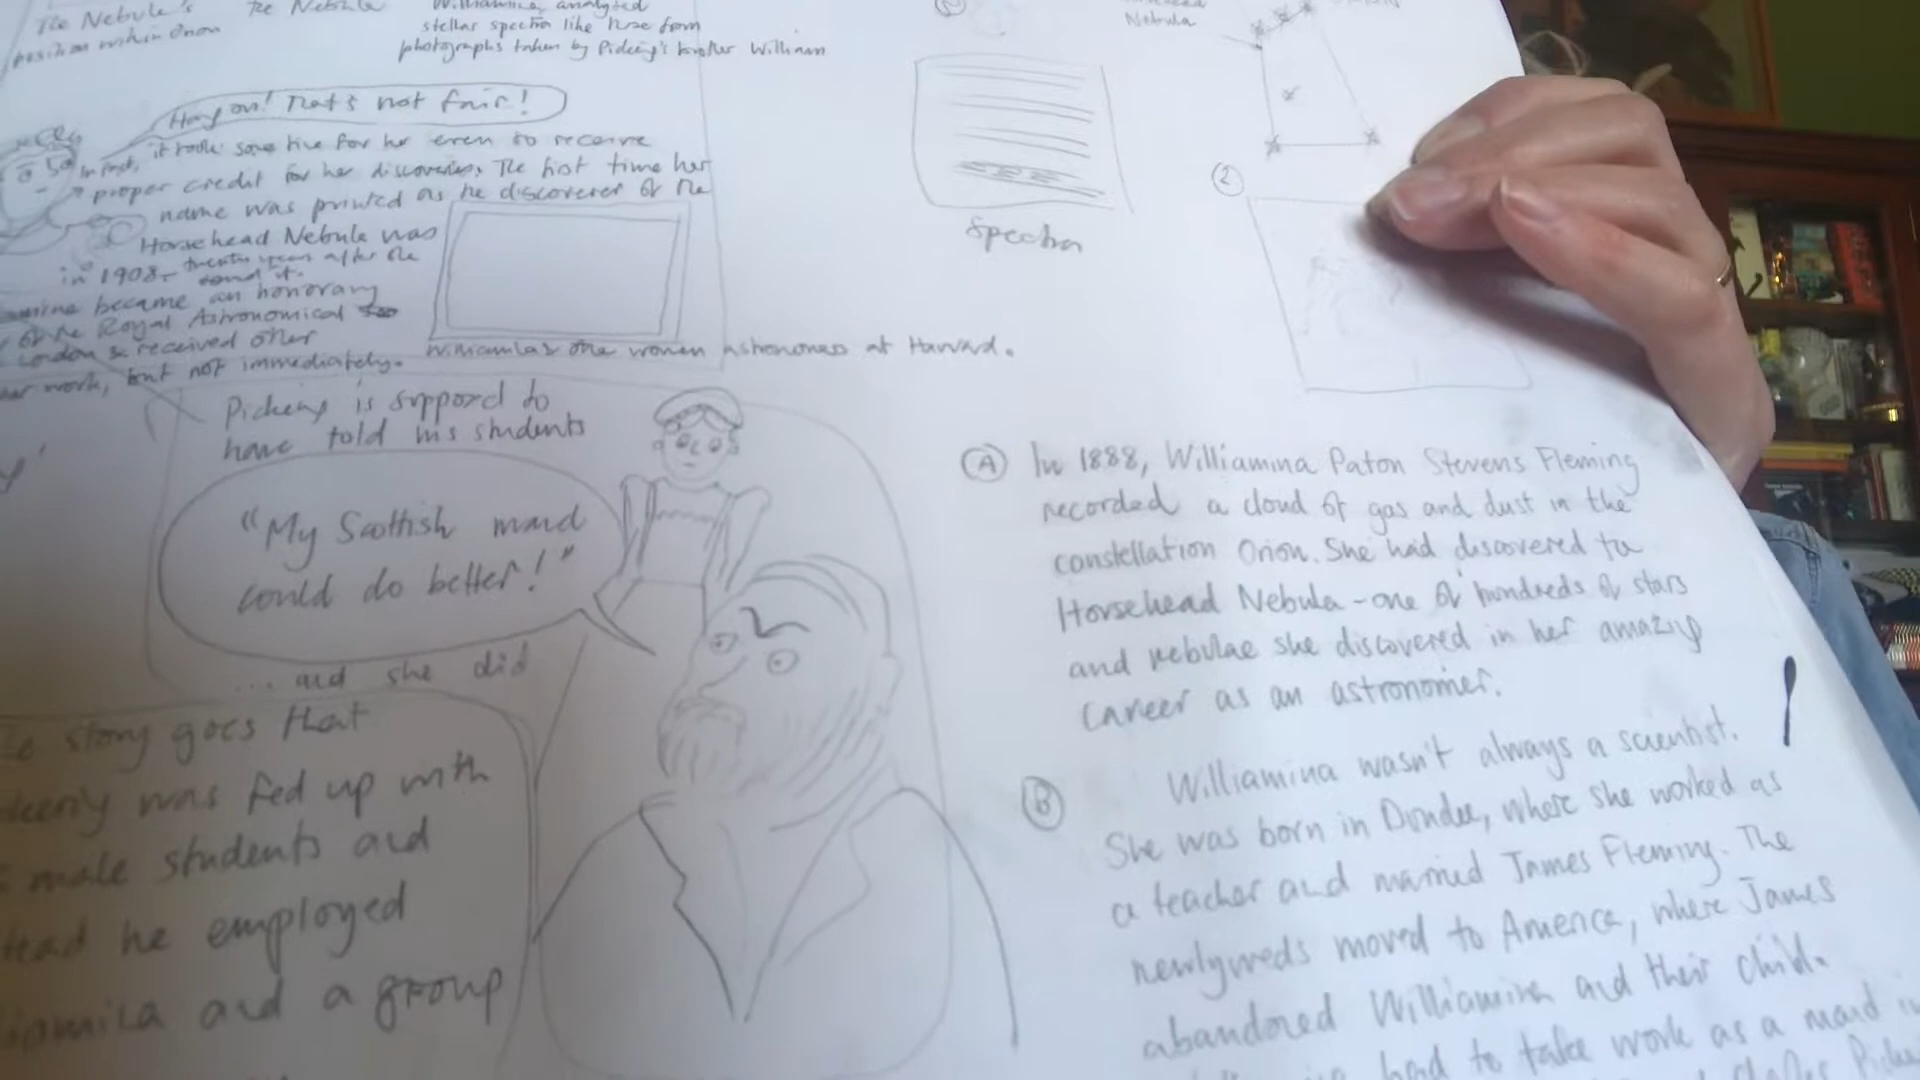 The Nebula's
position within Orion
the Nebula
Williamina, analysed
stellar spectra like these from
photographs taken by Pickering's brother William
Nebula
Hang on! That's not fair!
In fact, it took some time for her even to receive
proper credit for her discoveries. The first time her
name was printed as the discoverer of the
Horsehead Nebula was
in 1908 - twenty years after she
found it.
became an honorary
of the Royal Astronomical
London & received other
her work, but not immediately.
Williamina & the women astronomers at Harvard.
Spectra
2
Pickering is supposed to
have told his students
"My Scottish maid
could do better!"
... and she did
story goes that
was fed up with
male students and
he employed
and a group
A In 1888, Williamina Paton Stevens Fleming
recorded a cloud of gas and dust in the
constellation Orion. She had discovered the
Horsehead Nebula - one of hundreds of stars
and nebulae she discovered in her amazing
career as an astronomer.
B Williamina wasn't always a scientist.
She was born in Dundee, where she worked as
a teacher and married James Fleming. The
newlyweds moved to America, where James
abandoned Williamina and their child.
had to take work as a maid